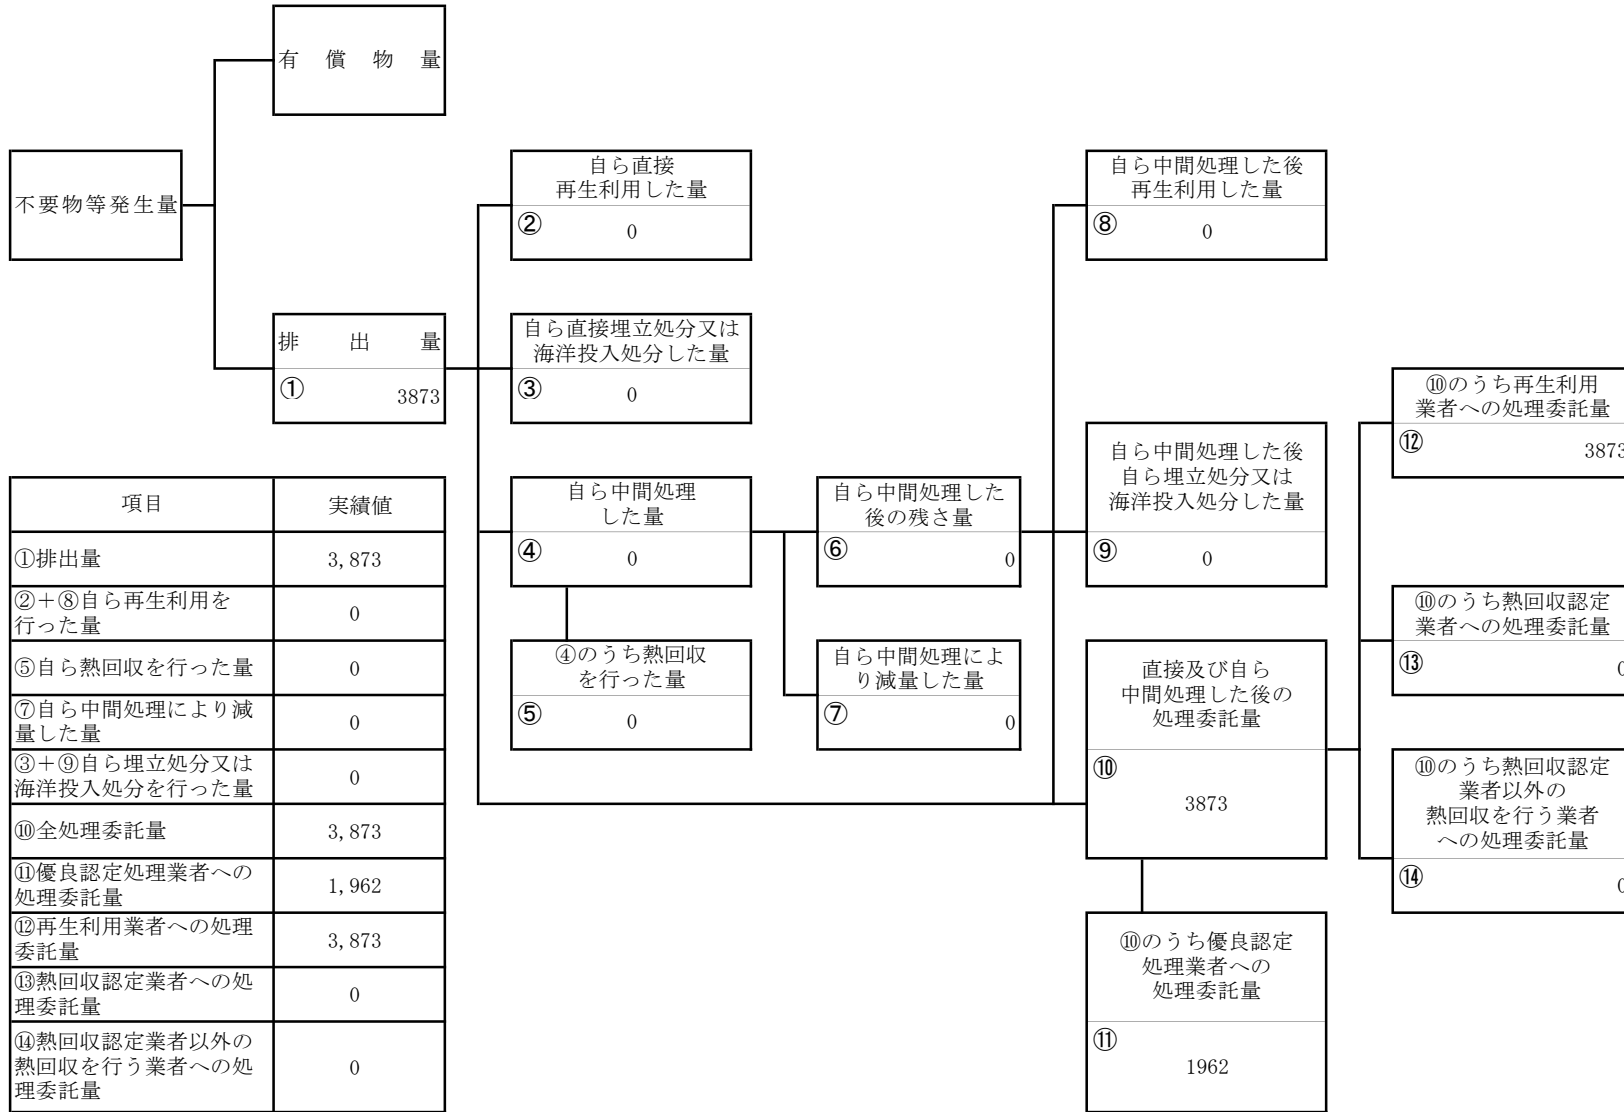 有償物量
不要物等発生量
排出量
① 3873
自ら直接
再生利用した量
② 0
自ら直接埋立処分又は
海洋投入処分した量
③ 0
自ら中間処理
した量
④ 0
④のうち熱回収
を行った量
⑤ 0
自ら中間処理した
後の残さ量
⑥ 0
自ら中間処理によ
り減量した量
⑦ 0
自ら中間処理した後
再生利用した量
⑧ 0
自ら中間処理した後
自ら埋立処分又は
海洋投入処分した量
⑨ 0
直接及び自ら
中間処理した後の
処理委託量
⑩
3873
⑩のうち優良認定
処理業者への
処理委託量
⑪
1962
⑩のうち再生利用
業者への処理委託量
⑫ 3873
⑩のうち熱回収認定
業者への処理委託量
⑬ 0
⑩のうち熱回収認定
業者以外の
熱回収を行う業者
への処理委託量
⑭ 0
項目 実績値
①排出量 3,873
②+⑧自ら再生利用を
行った量 0
⑤自ら熱回収を行った量 0
⑦自ら中間処理により減
量した量 0
③+⑨自ら埋立処分又は
海洋投入処分を行った量 0
⑩全処理委託量 3,873
⑪優良認定処理業者への
処理委託量 1,962
⑫再生利用業者への処理
委託量 3,873
⑬熱回収認定業者への処
理委託量 0
⑭熱回収認定業者以外の
熱回収を行う業者への処
理委託量 0